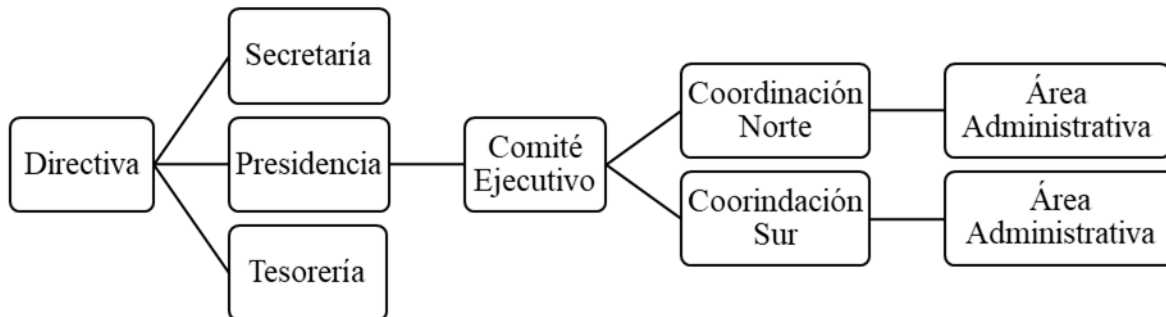 Directiva
Secretaría
Presidencia
Tesorería
Comité
Ejecutivo
Coordinación
Norte
Coorindación
Sur
Área
Administrativa
Área
Administrativa